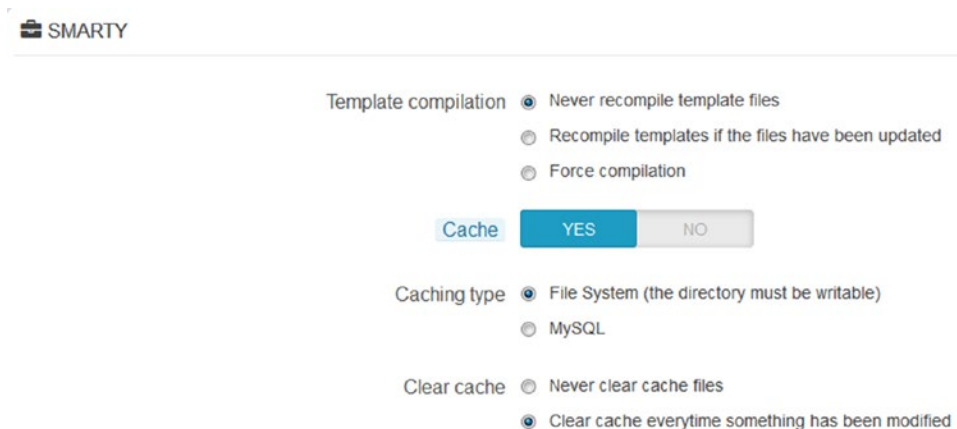 SMARTY
Template compilation Never recompile template files
Recompile templates if the files have been updated
Force compilation
Cache YES NO
Caching type File System (the directory must be writable)
MySQL
Clear cache Never clear cache files
Clear cache everytime something has been modified